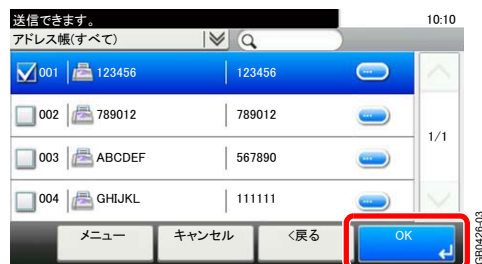 送信できます。 10:10
アドレス帳(すべて)
001 123456 123456
002 789012 789012
003 ABCDEF 567890
004 GHIJKL 111111
1/1
メニュー キャンセル <戻る OK
GB0426-03